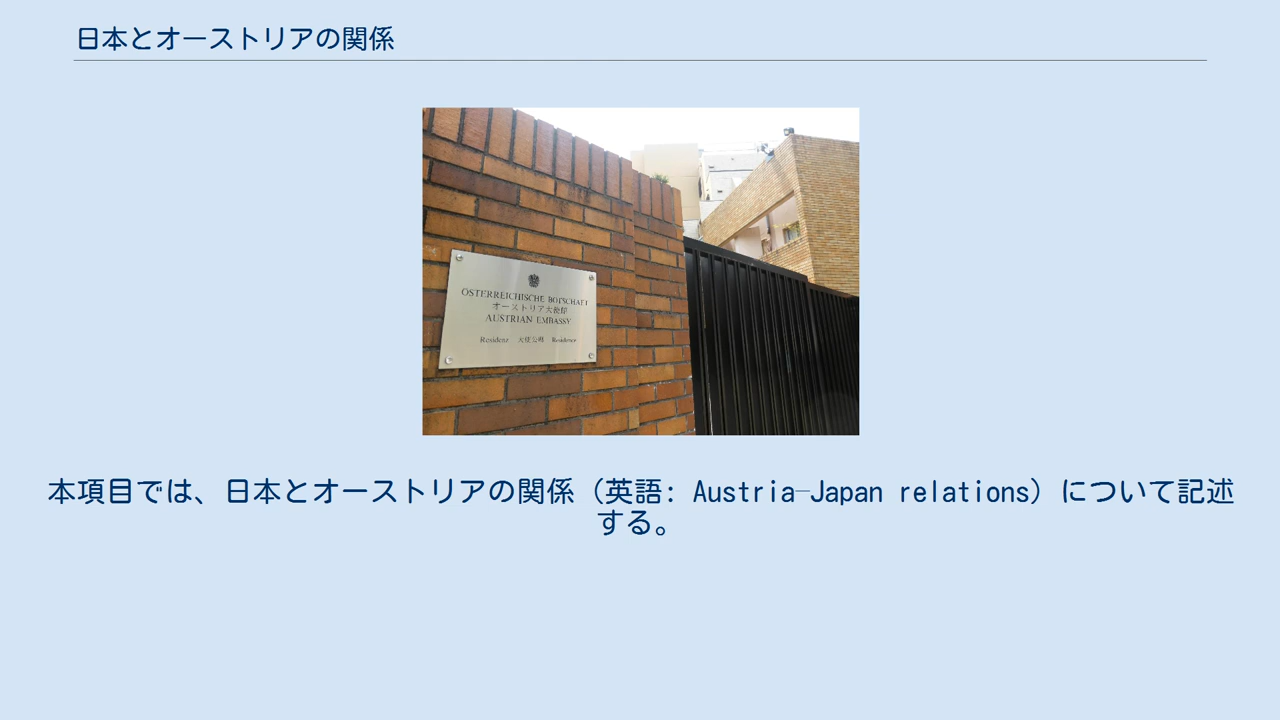 日本とオーストリアの関係
ÖSTERREICHISCHE BOTSCHAFT
オーストリア大使館
AUSTRIAN EMBASSY
Residenz 大使公邸 Residence
本項目では、日本とオーストリアの関係（英語: Austria–Japan relations）について記述
する。